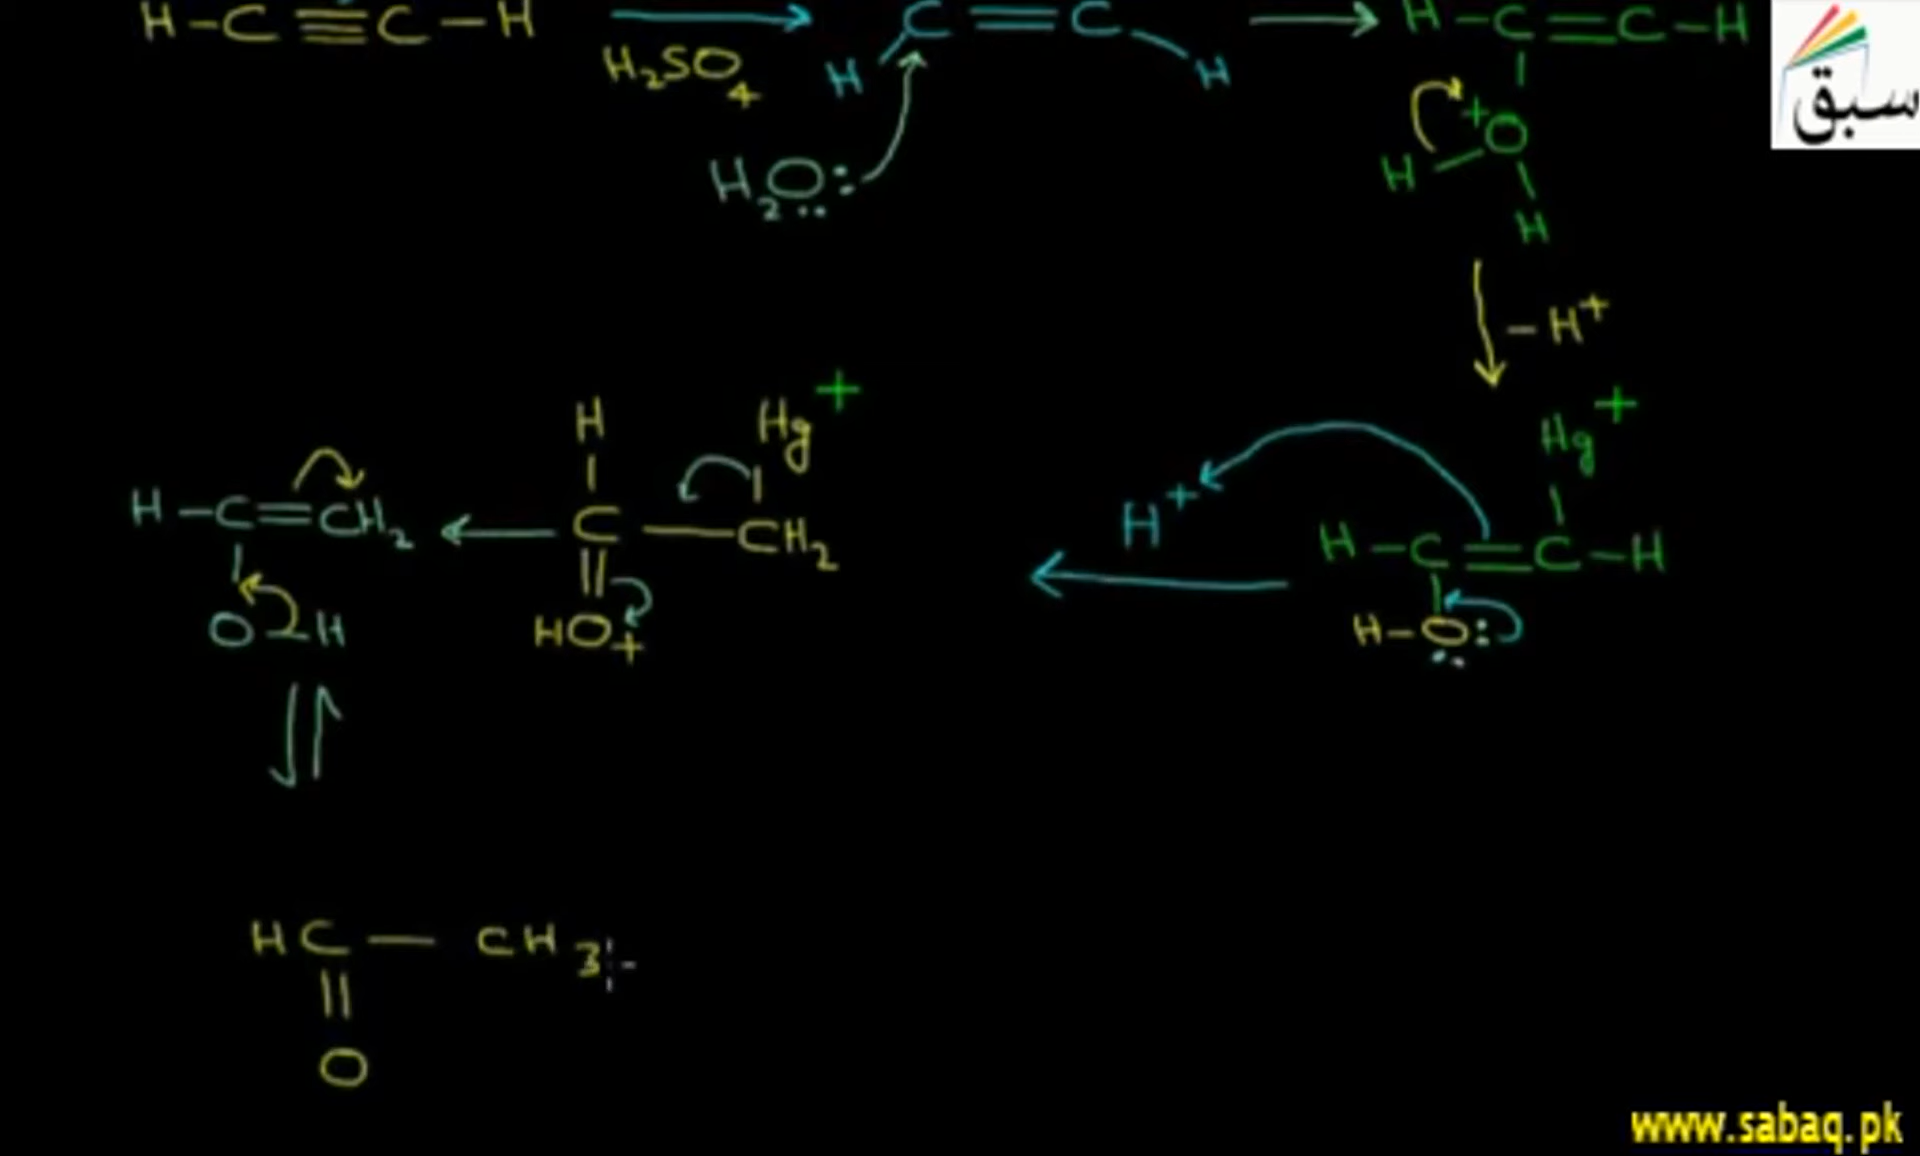 H-C≡C-H → C=C → H-C=C-H
H₂SO₄ H H
سبق
H₂O: +O
H H
-H⁺
H Hg⁺ Hg⁺
H-C=CH₂ ← C-CH₂ H⁺ H-C=C-H
O-H HO+ H-O:
⇌
HC-CH₃
O
www.sabaq.pk